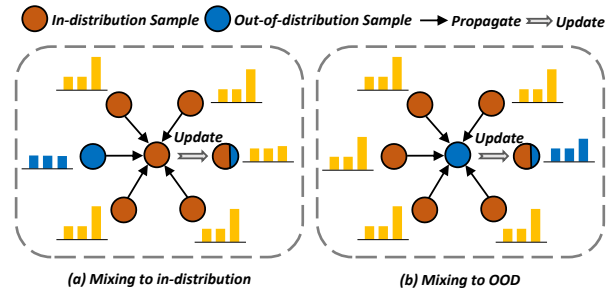 In-distribution Sample Out-of-distribution Sample Propagate Update
Update
Update
(a) Mixing to in-distribution
(b) Mixing to OOD